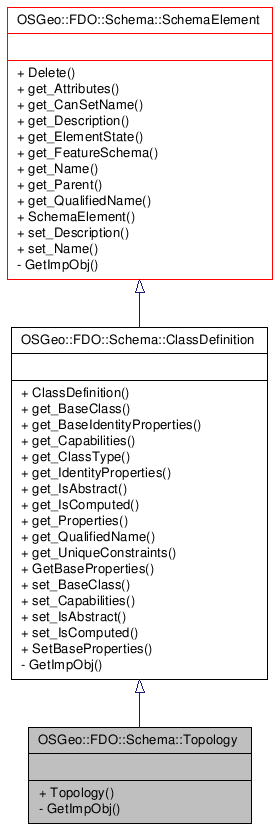 OSGeo::FDO::Schema::SchemaElement
+ Delete()
+ get_Attributes()
+ get_CanSetName()
+ get_Description()
+ get_ElementState()
+ get_FeatureSchema()
+ get_Name()
+ get_Parent()
+ get_QualifiedName()
+ SchemaElement()
+ set_Description()
+ set_Name()
- GetImpObj()
OSGeo::FDO::Schema::ClassDefinition
+ ClassDefinition()
+ get_BaseClass()
+ get_BaseIdentityProperties()
+ get_Capabilities()
+ get_ClassType()
+ get_IdentityProperties()
+ get_IsAbstract()
+ get_IsComputed()
+ get_Properties()
+ get_QualifiedName()
+ get_UniqueConstraints()
+ GetBaseProperties()
+ set_BaseClass()
+ set_Capabilities()
+ set_IsAbstract()
+ set_IsComputed()
+ SetBaseProperties()
- GetImpObj()
OSGeo::FDO::Schema::Topology
+ Topology()
- GetImpObj()